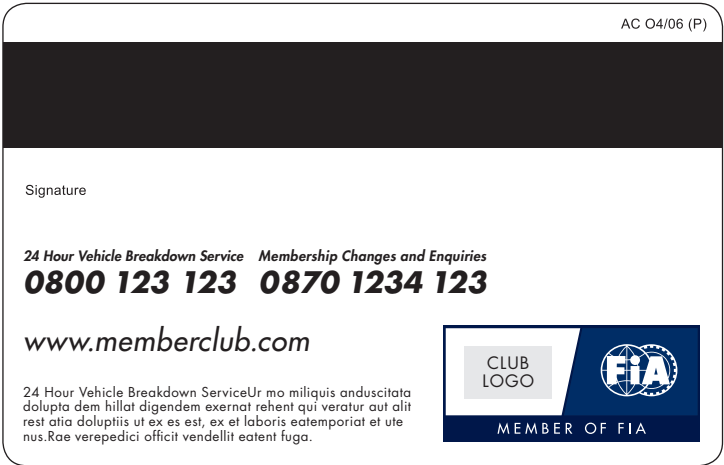 AC O4/06 (P)
Signature
24 Hour Vehicle Breakdown Service Membership Changes and Enquiries
0800 123 123 0870 1234 123
www.memberclub.com
24 Hour Vehicle Breakdown ServiceUr mo miliquis anduscitata
dolupta dem hillat digendem exernat rehent qui veratur aut alit
rest atia doluptiis ut ex es est, ex et laboris eatemporiat et ute
nus.Rae verepedici officit vendellit eatent fuga.
CLUB
LOGO
FiA
MEMBER OF FIA